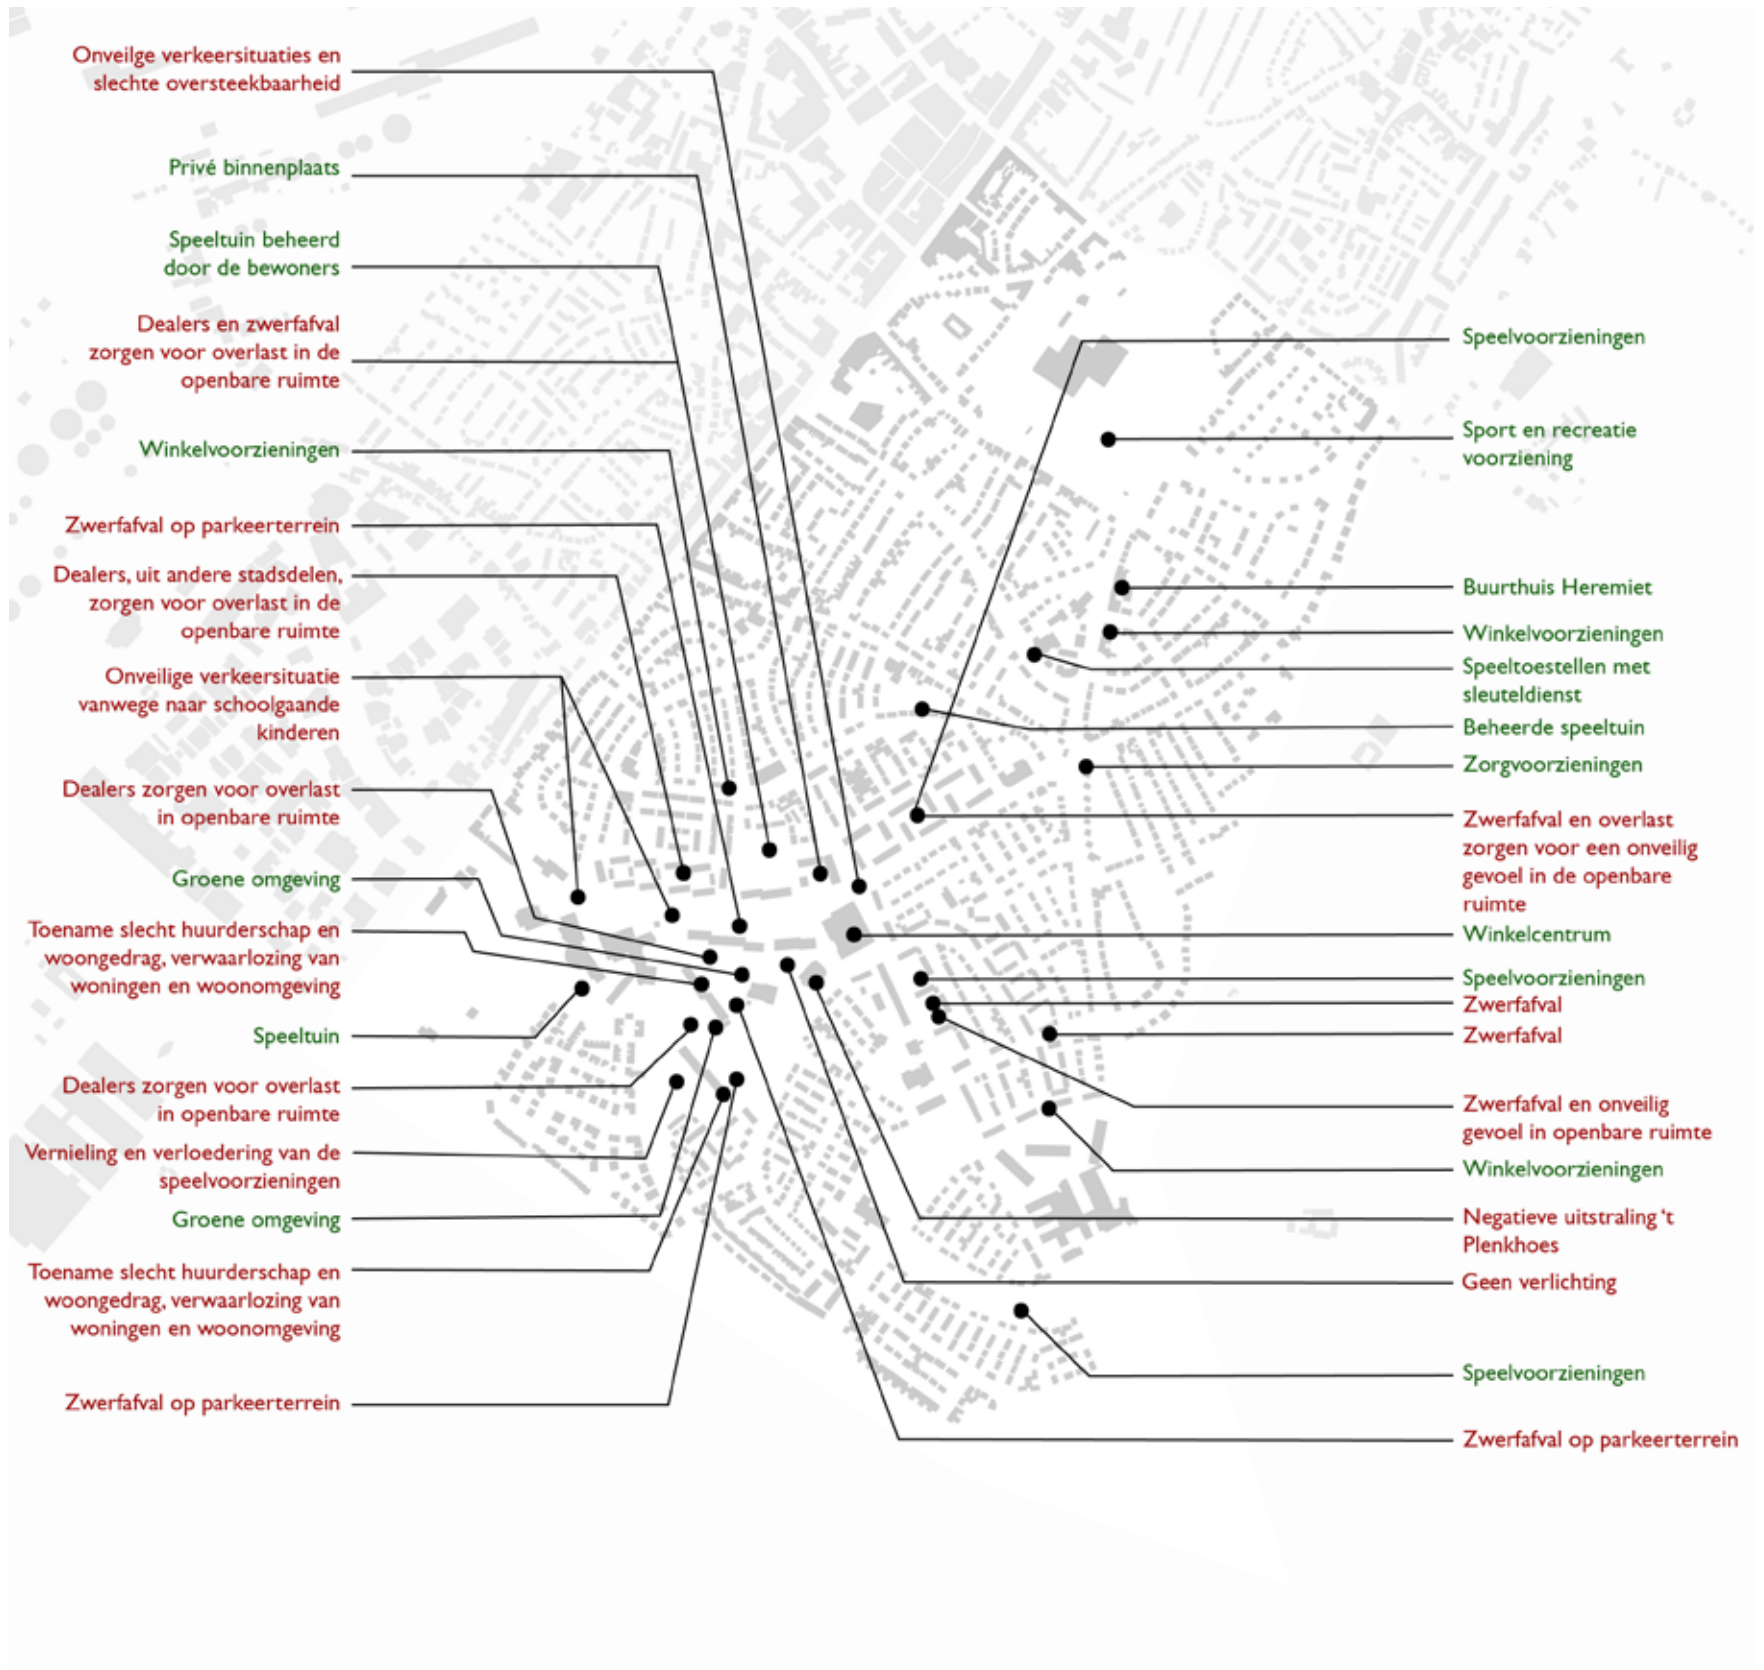 Onveilge verkeersituaties en
slechte oversteekbaarheid
Privé binnenplaats
Speeltuin beheerd
door de bewoners
Dealers en zwerfafval
zorgen voor overlast in de
openbare ruimte
Winkelvoorzieningen
Zwerfafval op parkeerterrein
Dealers, uit andere stadsdelen,
zorgen voor overlast in de
openbare ruimte
Onveilige verkeersituatie
vanwege naar schoolgaande
kinderen
Dealers zorgen voor overlast
in openbare ruimte
Groene omgeving
Toename slecht huurderschap en
woongedrag, verwaarlozing van
woningen en woonomgeving
Speeltuin
Dealers zorgen voor overlast
in openbare ruimte
Vernieling en verloedering van de
speelvoorzieningen
Groene omgeving
Toename slecht huurderschap en
woongedrag, verwaarlozing van
woningen en woonomgeving
Zwerfafval op parkeerterrein
Speelvoorzieningen
Sport en recreatie
voorziening
Buurthuis Heremiet
Winkelvoorzieningen
Speeltoestellen met
sleuteldienst
Beheerde speeltuin
Zorgvoorzieningen
Zwerfafval en overlast
zorgen voor een onveilig
gevoel in de openbare
ruimte
Winkelcentrum
Speelvoorzieningen
Zwerfafval
Zwerfafval
Zwerfafval en onveilig
gevoel in openbare ruimte
Winkelvoorzieningen
Negatieve uitstraling ‘t
Plenkhoes
Geen verlichting
Speelvoorzieningen
Zwerfafval op parkeerterrein